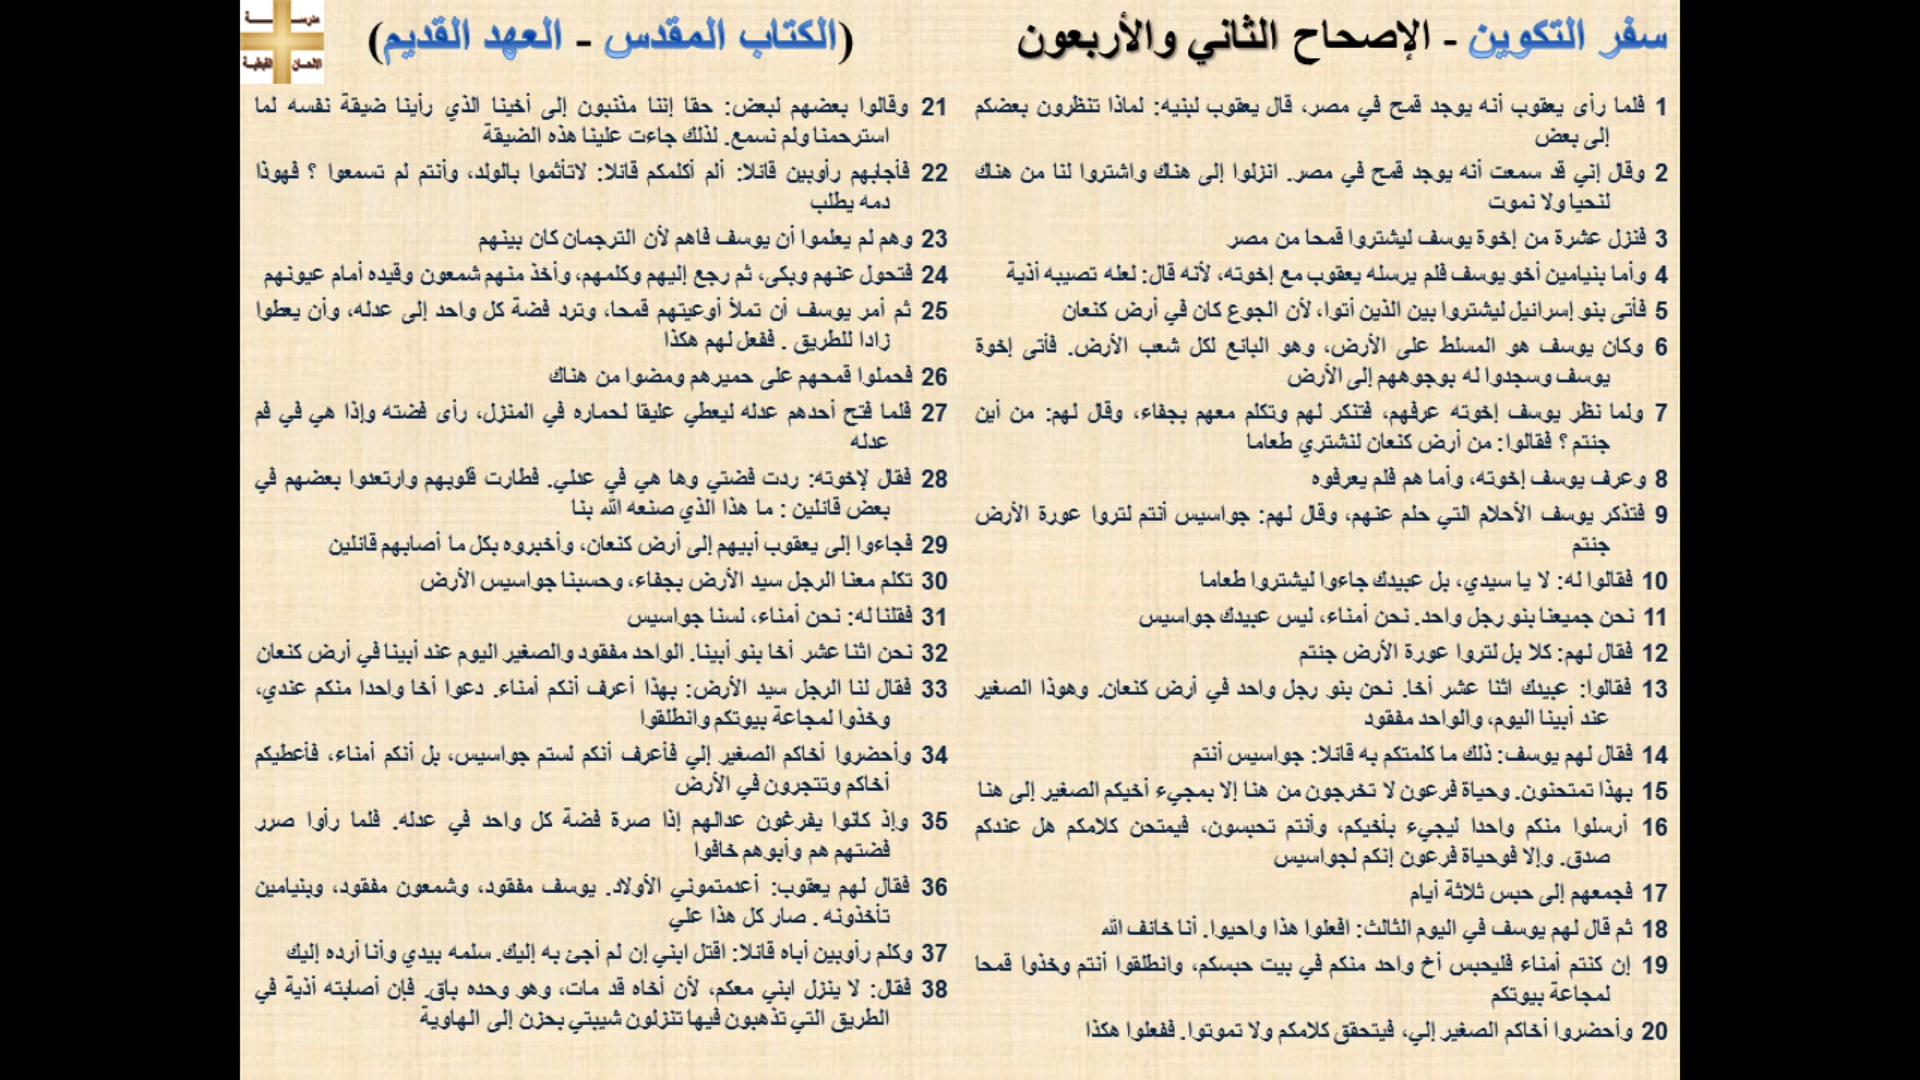 سفر التكوين - الإصحاح الثاني والأربعون
(الكتاب المقدس - العهد القديم)
مدرســـــة
الالحـــان القبطيـة
1 فلما رأى يعقوب أنه يوجد قمح في مصر، قال يعقوب لبنيه: لماذا تنظرون بعضكم
إلى بعض
2 وقال إني قد سمعت أنه يوجد قمح في مصر. انزلوا إلى هناك واشتروا لنا من هناك
لنحيا ولا نموت
3 فنزل عشرة من إخوة يوسف ليشتروا قمحا من مصر
4 وأما بنيامين أخو يوسف فلم يرسله يعقوب مع إخوته، لأنه قال: لعله تصيبه أذية
5 فأتى بنو إسرائيل ليشتروا بين الذين أتوا، لأن الجوع كان في أرض كنعان
6 وكان يوسف هو المسلط على الأرض، وهو البائع لكل شعب الأرض. فأتى إخوة
يوسف وسجدوا له بوجوههم إلى الأرض
7 ولما نظر يوسف إخوته عرفهم، فتنكر لهم وتكلم معهم بجفاء، وقال لهم: من أين
جئتم ؟ فقالوا: من أرض كنعان لنشتري طعاما
8 وعرف يوسف إخوته، وأما هم فلم يعرفوه
9 فتذكر يوسف الأحلام التي حلم عنهم، وقال لهم: جواسيس أنتم لتروا عورة الأرض
جئتم
10 فقالوا له: لا يا سيدي، بل عبيدك جاءوا ليشتروا طعاما
11 نحن جميعنا بنو رجل واحد. نحن أمناء، ليس عبيدك جواسيس
12 فقال لهم: كلا بل لتروا عورة الأرض جئتم
13 فقالوا: عبيدك اثنا عشر أخا. نحن بنو رجل واحد في أرض كنعان. وهوذا الصغير
عند أبينا اليوم، والواحد مفقود
14 فقال لهم يوسف: ذلك ما كلمتكم به قائلا: جواسيس أنتم
15 بهذا تمتحنون. وحياة فرعون لا تخرجون من هنا إلا بمجيء أخيكم الصغير إلى هنا
16 أرسلوا منكم واحدا ليجيء بأخيكم، وأنتم تحبسون، فيمتحن كلامكم هل عندكم
صدق. وإلا فوحياة فرعون إنكم لجواسيس
17 فجمعهم إلى حبس ثلاثة أيام
18 ثم قال لهم يوسف في اليوم الثالث: افعلوا هذا واحيوا. أنا خائف الله
19 إن كنتم أمناء فليحبس أخ واحد منكم في بيت حبسكم، وانطلقوا أنتم وخذوا قمحا
لمجاعة بيوتكم
20 وأحضروا أخاكم الصغير إلي، فيتحقق كلامكم ولا تموتوا. ففعلوا هكذا
21 وقالوا بعضهم لبعض: حقا إننا مذنبون إلى أخينا الذي رأينا ضيقة نفسه لما
استرحمنا ولم نسمع. لذلك جاءت علينا هذه الضيقة
22 فأجابهم رأوبين قائلا: ألم أكلمكم قائلا: لاتأثموا بالولد، وأنتم لم تسمعوا ؟ فهوذا
دمه يطلب
23 وهم لم يعلموا أن يوسف فاهم لأن الترجمان كان بينهم
24 فتحول عنهم وبكى، ثم رجع إليهم وكلمهم، وأخذ منهم شمعون وقيده أمام عيونهم
25 ثم أمر يوسف أن تملأ أوعيتهم قمحا، وترد فضة كل واحد إلى عدله، وأن يعطوا
زادا للطريق . ففعل لهم هكذا
26 فحملوا قمحهم على حميرهم ومضوا من هناك
27 فلما فتح أحدهم عدله ليعطي عليقا لحماره في المنزل، رأى فضته وإذا هي في فم
عدله
28 فقال لإخوته: ردت فضتي وها هي في عدلي. فطارت قلوبهم وارتعدوا بعضهم في
بعض قائلين : ما هذا الذي صنعه الله بنا
29 فجاءوا إلى يعقوب أبيهم إلى أرض كنعان، وأخبروه بكل ما أصابهم قائلين
30 تكلم معنا الرجل سيد الأرض بجفاء، وحسبنا جواسيس الأرض
31 فقلنا له: نحن أمناء، لسنا جواسيس
32 نحن اثنا عشر أخا بنو أبينا. الواحد مفقود والصغير اليوم عند أبينا في أرض كنعان
33 فقال لنا الرجل سيد الأرض: بهذا أعرف أنكم أمناء. دعوا أخا واحدا منكم عندي،
وخذوا لمجاعة بيوتكم وانطلقوا
34 وأحضروا أخاكم الصغير إلي فأعرف أنكم لستم جواسيس، بل أنكم أمناء، فأعطيكم
أخاكم وتتجرون في الأرض
35 وإذ كانوا يفرغون عدالهم إذا صرة فضة كل واحد في عدله. فلما رأوا صرر
فضتهم هم وأبوهم خافوا
36 فقال لهم يعقوب: أعدمتموني الأولاد. يوسف مفقود، وشمعون مفقود، وبنيامين
تأخذونه . صار كل هذا علي
37 وكلم رأوبين أباه قائلا: اقتل ابني إن لم أجئ به إليك. سلمه بيدي وأنا أرده إليك
38 فقال: لا ينزل ابني معكم، لأن أخاه قد مات، وهو وحده باق. فإن أصابته أذية في
الطريق التي تذهبون فيها تنزلون شيبتي بحزن إلى الهاوية